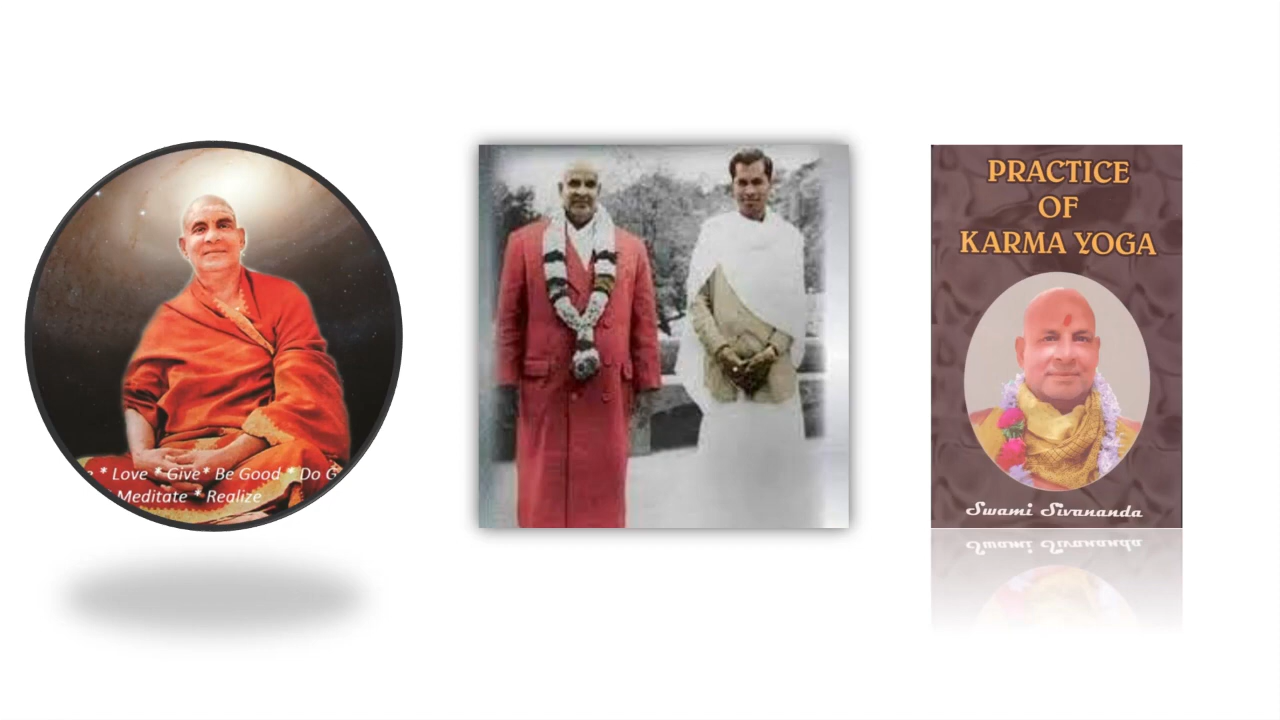 * Love * Give* Be Good * Do G
Meditate * Realize
PRACTICE
OF
KARMA YOGA
Swami Sivananda